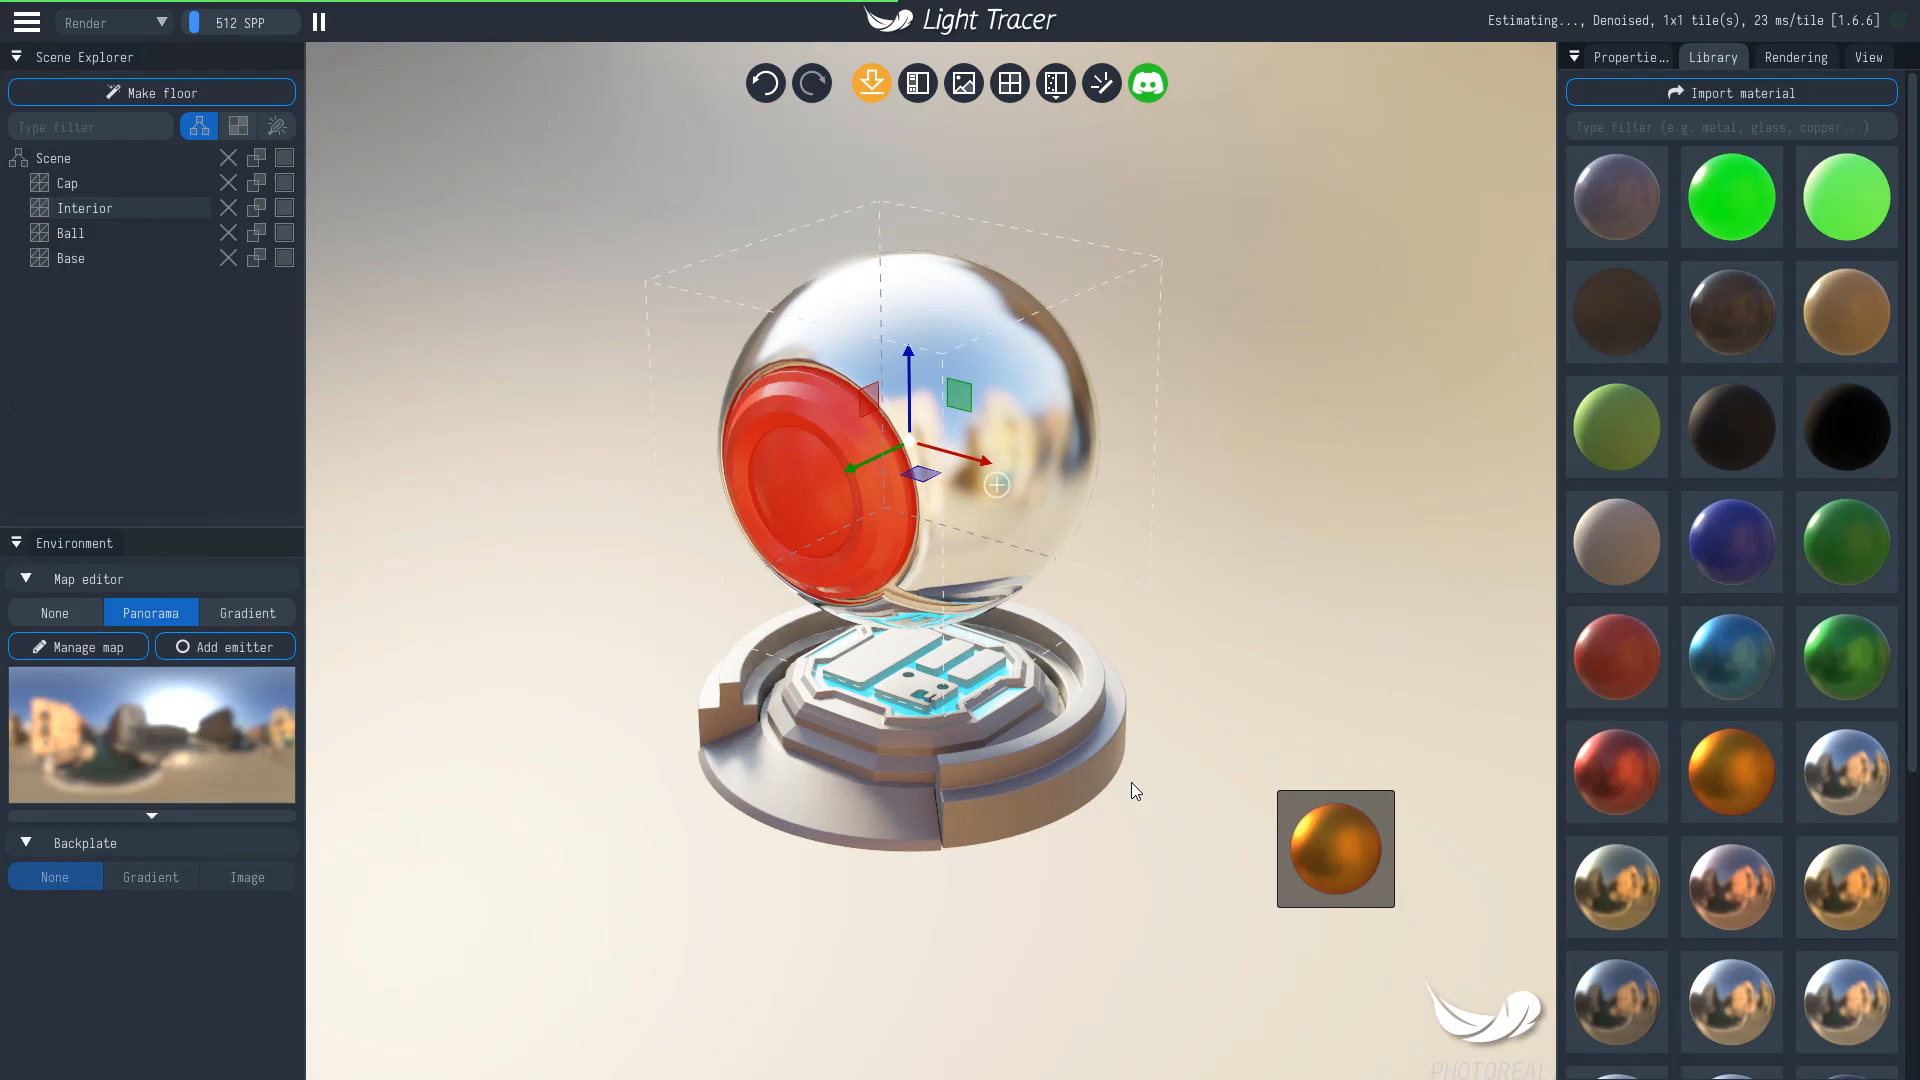 Render
512 SPP
Light Tracer
Estimating..., Denoised, 1x1 tile(s), 23 ms/tile [1.6.6]
Scene Explorer
Make floor
Type filter
Scene
Cap
Interior
Ball
Base
Environment
Map editor
None Panorama Gradient
Manage map Add emitter
Backplate
None Gradient Image
Propertie... Library Rendering View
Import material
Type filter (e.g. metal, glass, copper...)
PHOTOREAL